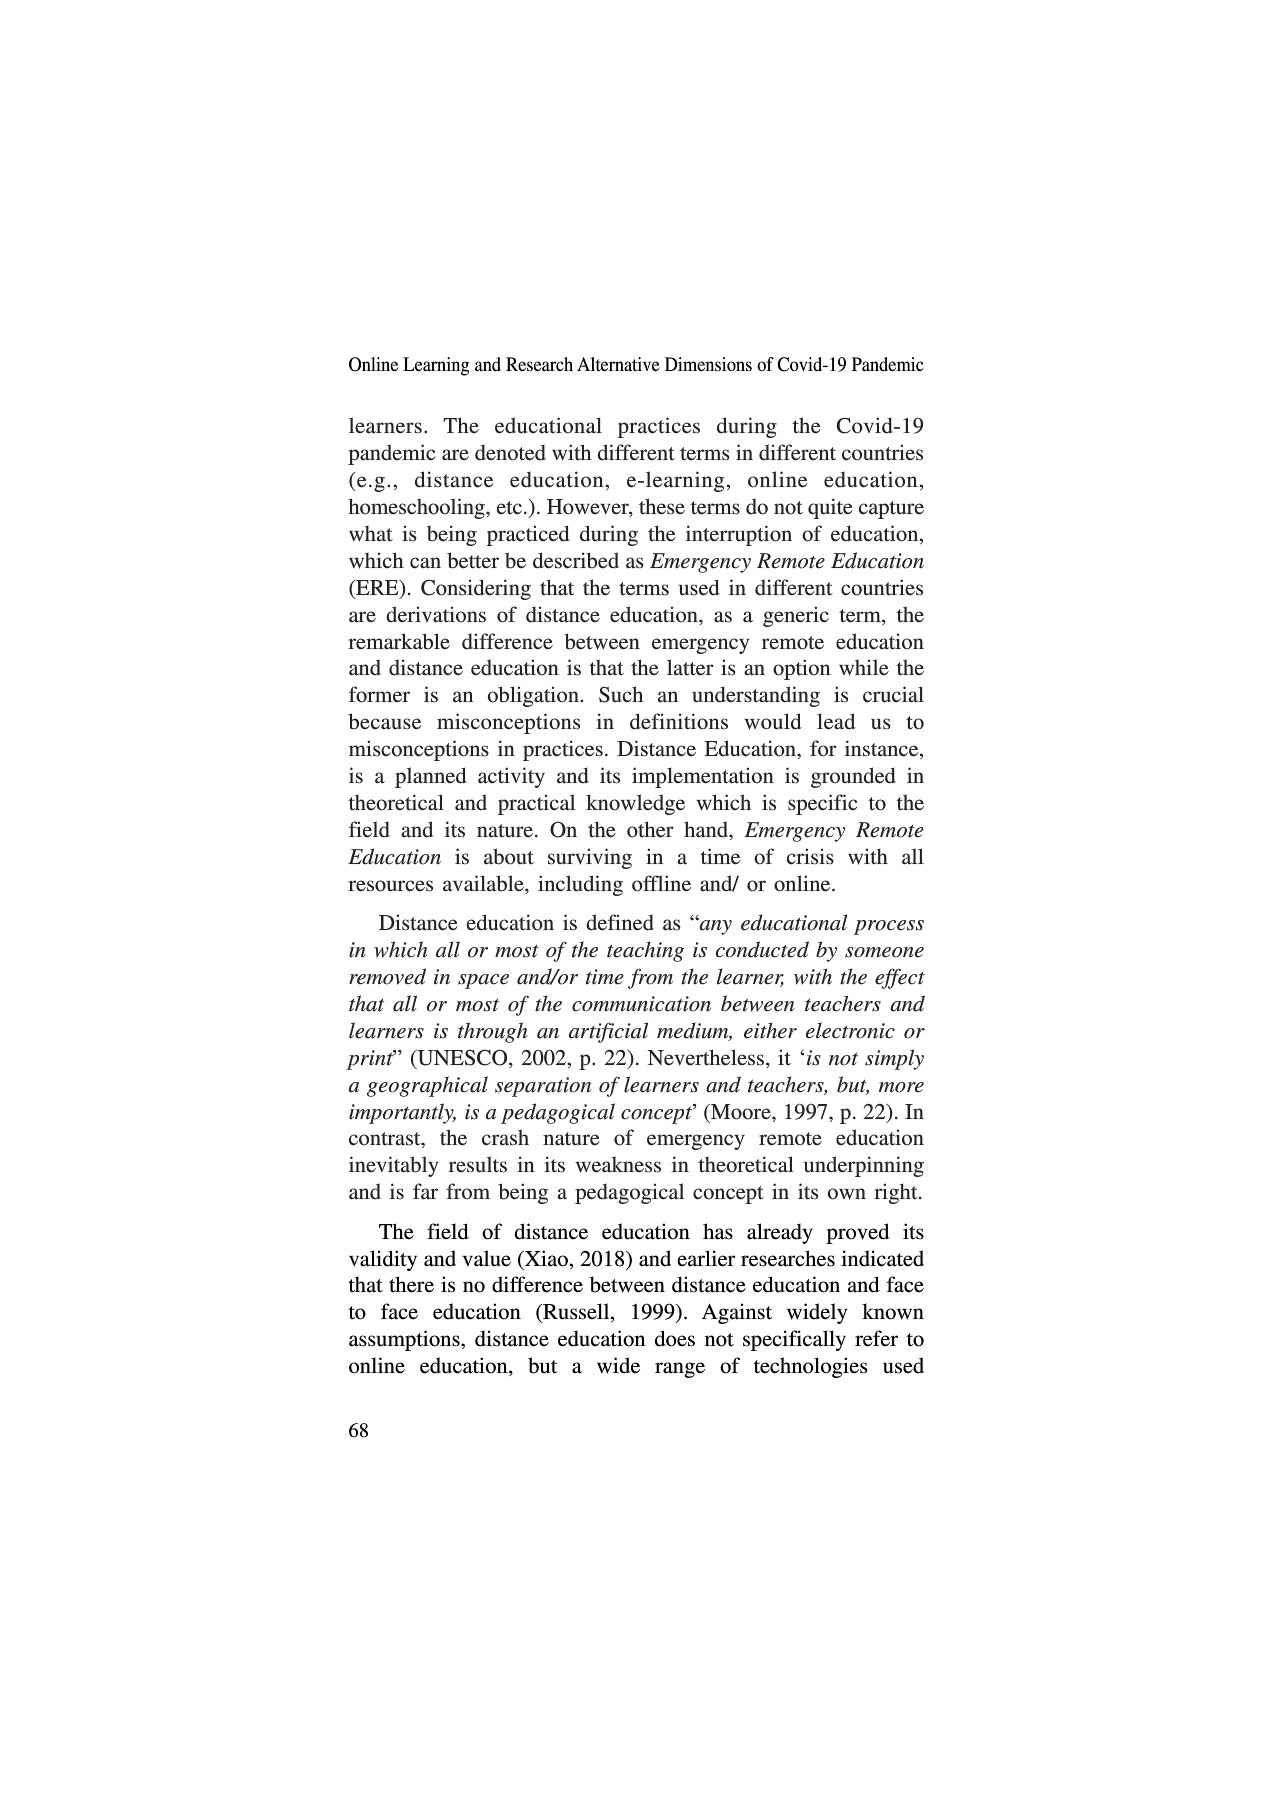 Online Learning and Research Alternative Dimensions of Covid-19 Pandemic
learners. The educational practices during the Covid-19
pandemic are denoted with different terms in different countries
(e.g., distance education, e-learning, online education,
homeschooling, etc.). However, these terms do not quite capture
what is being practiced during the interruption of education,
which can better be described as Emergency Remote Education
(ERE). Considering that the terms used in different countries
are derivations of distance education, as a generic term, the
remarkable difference between emergency remote education
and distance education is that the latter is an option while the
former is an obligation. Such an understanding is crucial
because misconceptions in definitions would lead us to
misconceptions in practices. Distance Education, for instance,
is a planned activity and its implementation is grounded in
theoretical and practical knowledge which is specific to the
field and its nature. On the other hand, Emergency Remote
Education is about surviving in a time of crisis with all
resources available, including offline and/ or online.
Distance education is defined as “any educational process
in which all or most of the teaching is conducted by someone
removed in space and/or time from the learner, with the effect
that all or most of the communication between teachers and
learners is through an artificial medium, either electronic or
print” (UNESCO, 2002, p. 22). Nevertheless, it ‘is not simply
a geographical separation of learners and teachers, but, more
importantly, is a pedagogical concept’ (Moore, 1997, p. 22). In
contrast, the crash nature of emergency remote education
inevitably results in its weakness in theoretical underpinning
and is far from being a pedagogical concept in its own right.
The field of distance education has already proved its
validity and value (Xiao, 2018) and earlier researches indicated
that there is no difference between distance education and face
to face education (Russell, 1999). Against widely known
assumptions, distance education does not specifically refer to
online education, but a wide range of technologies used
68